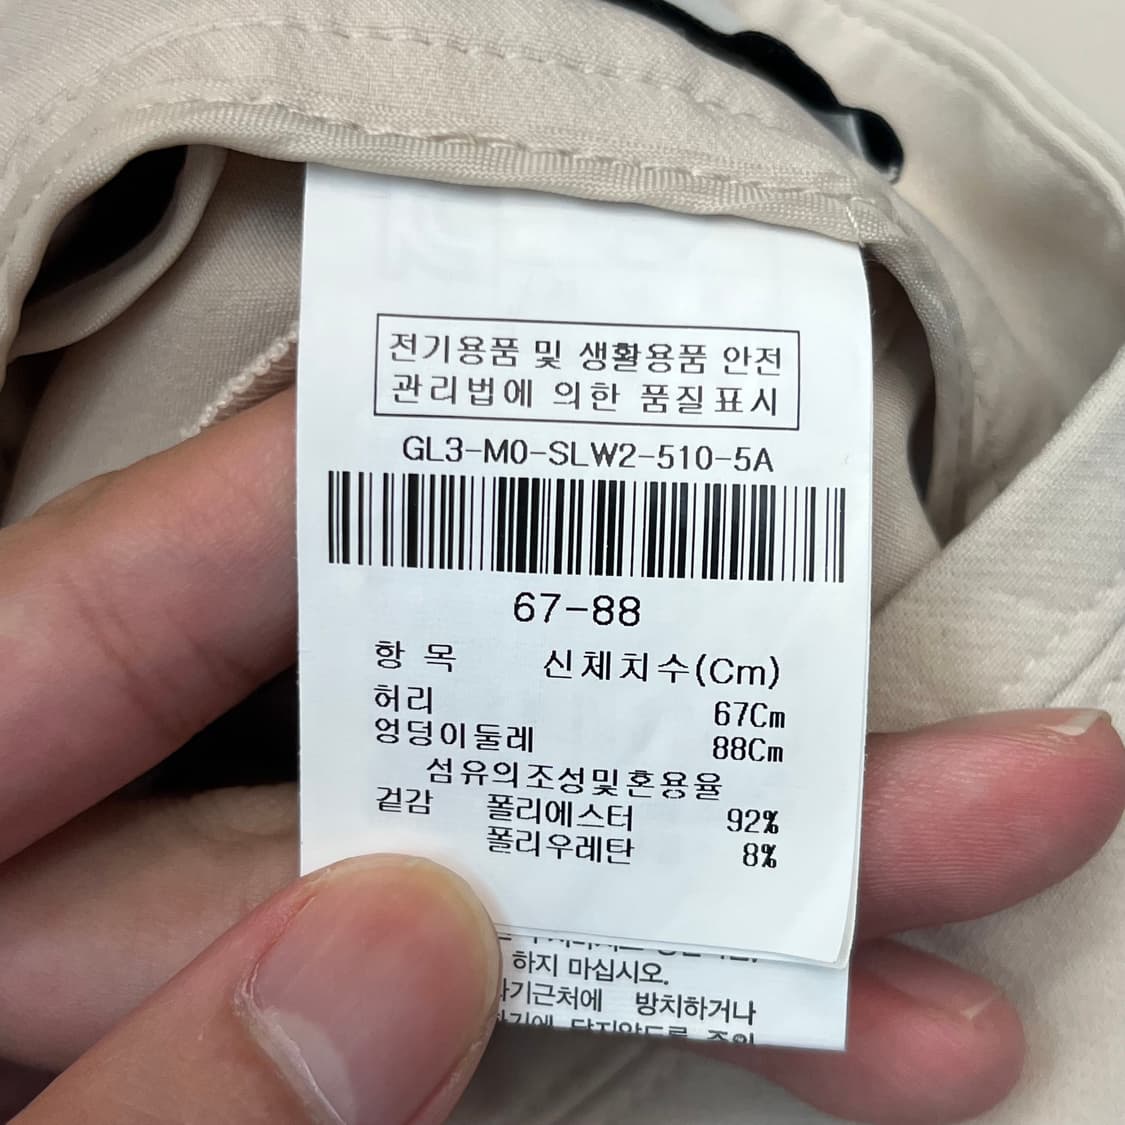 전기용품 및 생활용품 안전
관리법에 의한 품질표시
GL3-M0-SLW2-510-5A
67-88
항 목 신체치수(Cm)
허리 67Cm
엉덩이둘레 88Cm
섬유의조성및혼용율
겉감 폴리에스터 92%
폴리우레탄 8%
하지 마십시오.
방치하거나